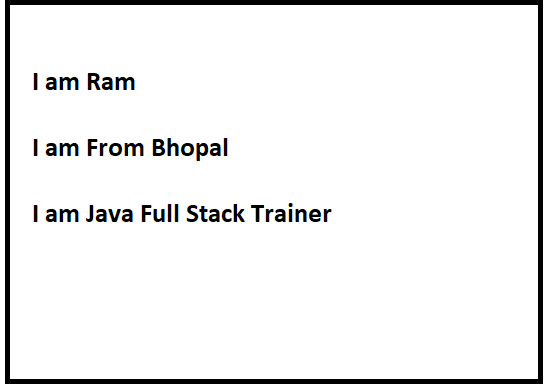 I am Ram
I am From Bhopal
I am Java Full Stack Trainer